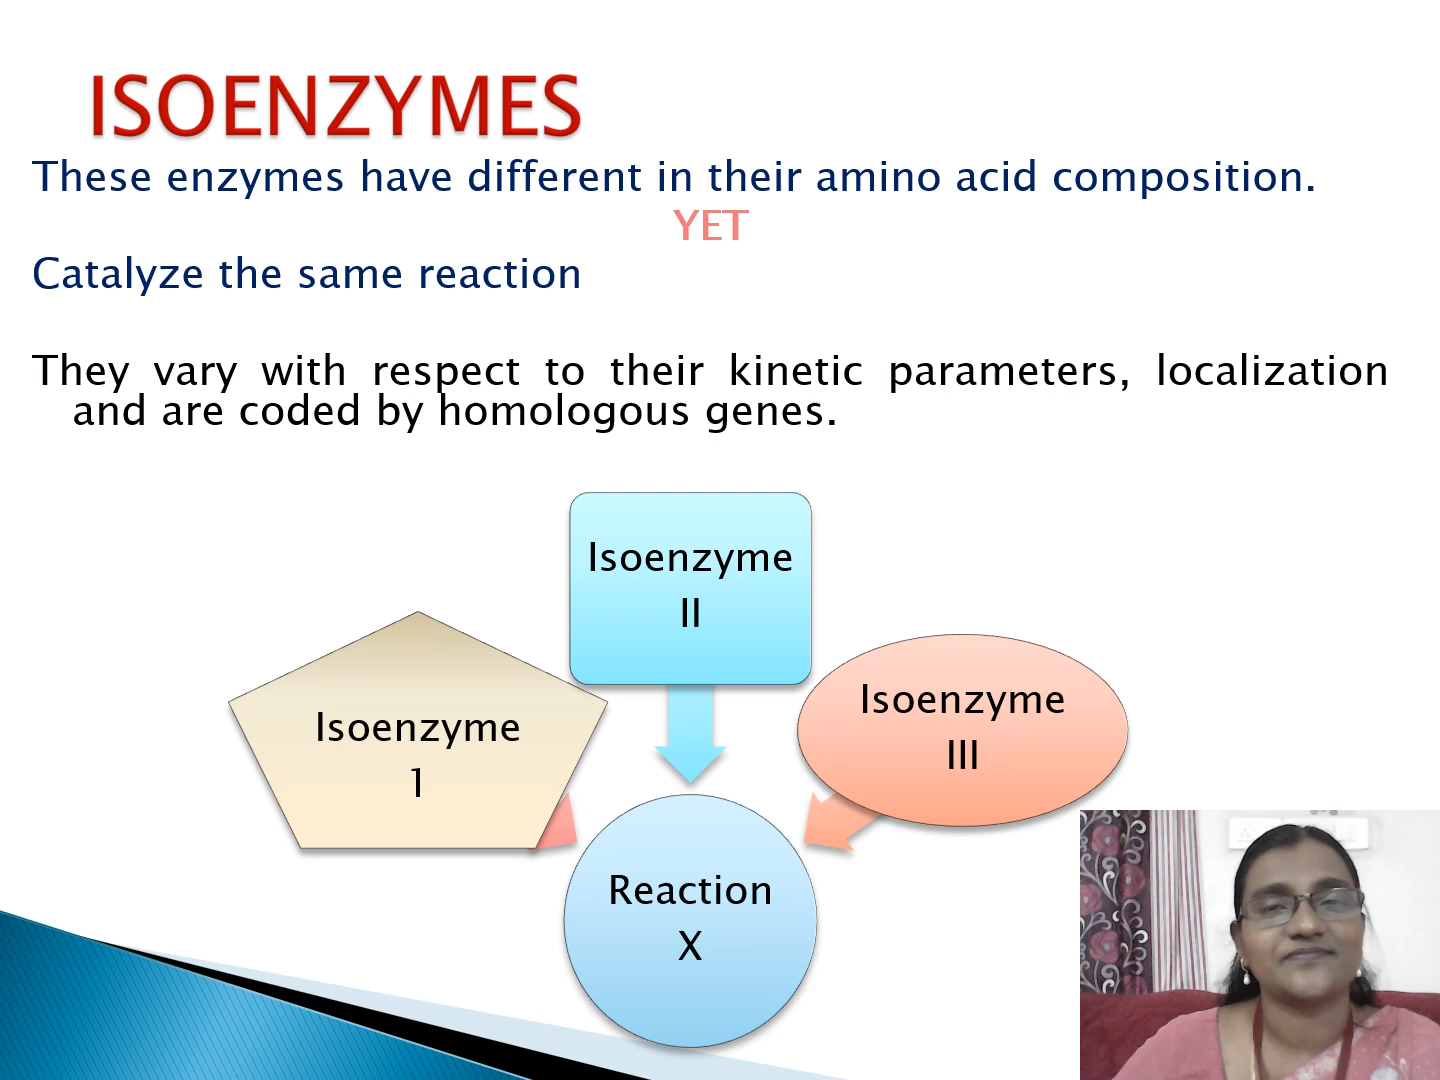 ISOENZYMES
These enzymes have different in their amino acid composition.
YET
Catalyze the same reaction
They vary with respect to their kinetic parameters, localization
and are coded by homologous genes.
Isoenzyme
II
Isoenzyme
III
Isoenzyme
1
Reaction
X